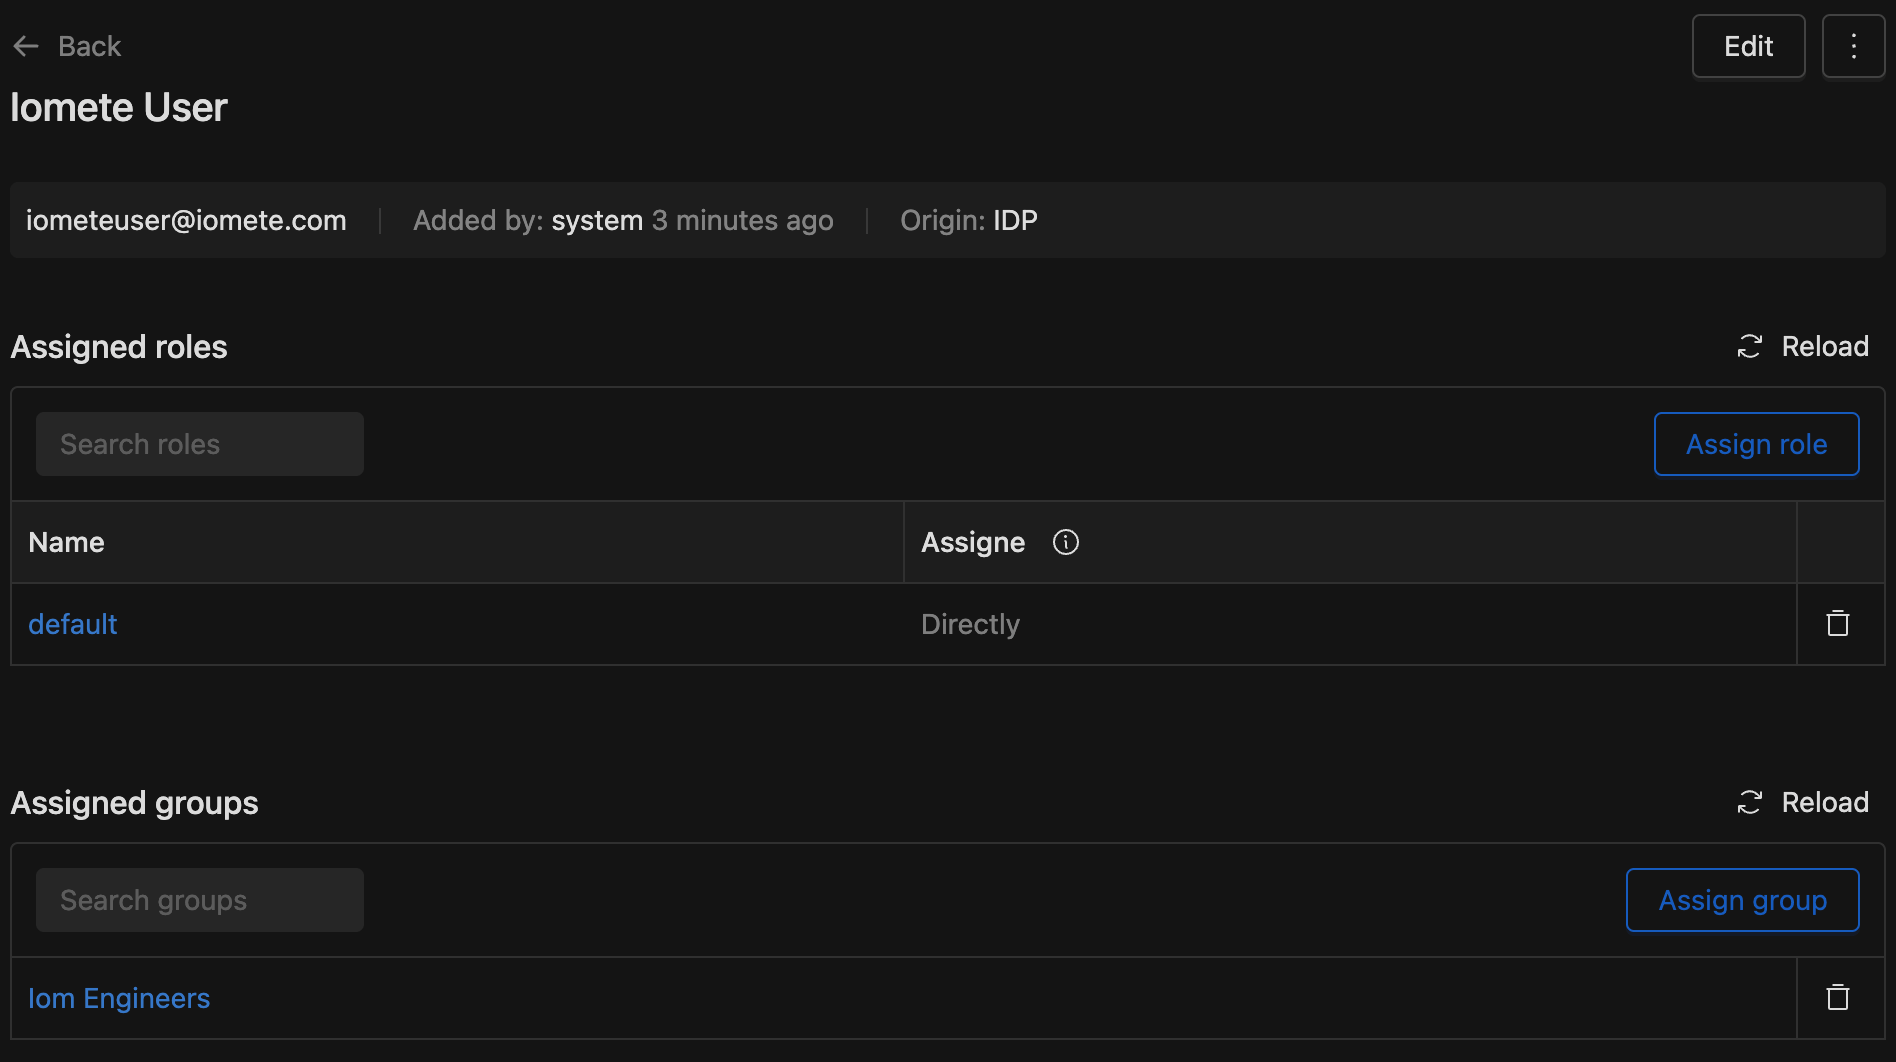 Back
Edit
Iomete User
iometeuser@iomete.com Added by: system 3 minutes ago Origin: IDP
Assigned roles
Reload
Search roles
Assign role
Name
Assigne
default
Directly
Assigned groups
Reload
Search groups
Assign group
Iom Engineers